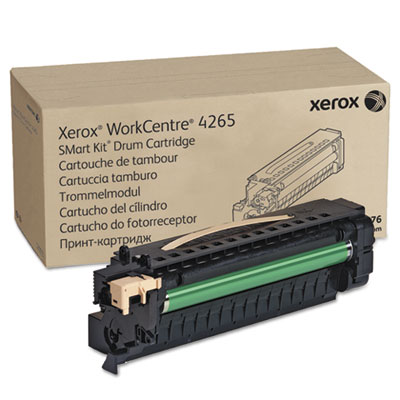 xerox
Xerox® WorkCentre® 4265
SMart Kit® Drum Cartridge
Cartouche de tambour
Cartuccia tamburo
Trommelmodul
Cartucho del cilindro
Cartucho do fotorreceptor
Принт-картридж
76